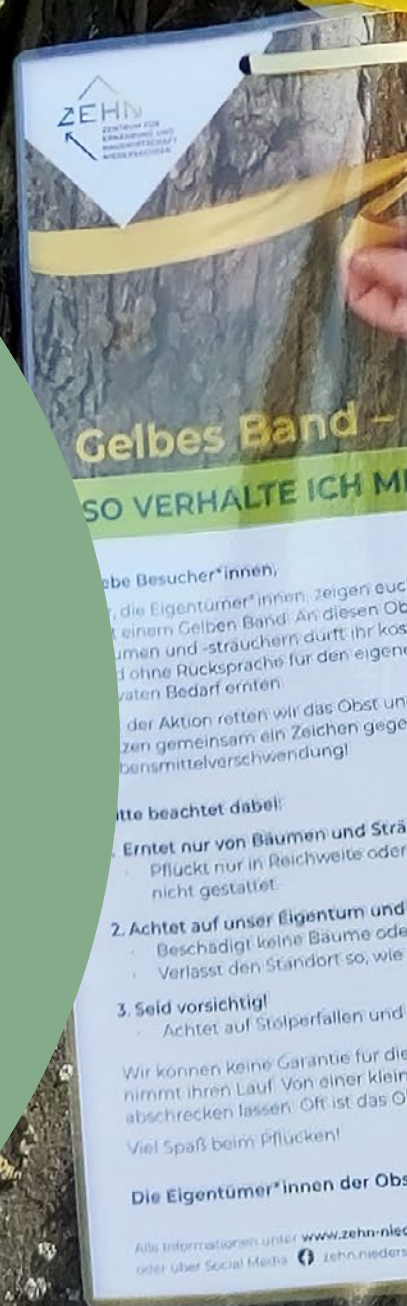 ZEHN
ZENTRUM FÜR
ERNÄHRUNG UND
HAUSWIRTSCHAFT
NIEDERSACHSEN
Gelbes Band –
SO VERHALTE ICH MI
ebe Besucher*innen,
, die Eigentümer*innen, zeigen euc
t einem Gelben Band: An diesen Ob
umen und -sträuchern dürft ihr kos
d ohne Rücksprache für den eigene
vaten Bedarf ernten.
der Aktion retten wir das Obst un
zen gemeinsam ein Zeichen gege
bensmittelverschwendung!
itte beachtet dabei:
. Erntet nur von Bäumen und Strä
Pflückt nur in Reichweite oder
nicht gestattet.
2. Achtet auf unser Eigentum und
Beschädigt keine Bäume ode
Verlasst den Standort so, wie
3. Seid vorsichtig!
Achtet auf Stolperfallen und
Wir können keine Garantie für die
nimmt ihren Lauf. Von einer klein
abschrecken lassen. Oft ist das O
Viel Spaß beim Pflücken!
Die Eigentümer*innen der Obs
Alle Informationen unter www.zehn-nied
oder über Social Media zehn.nieders